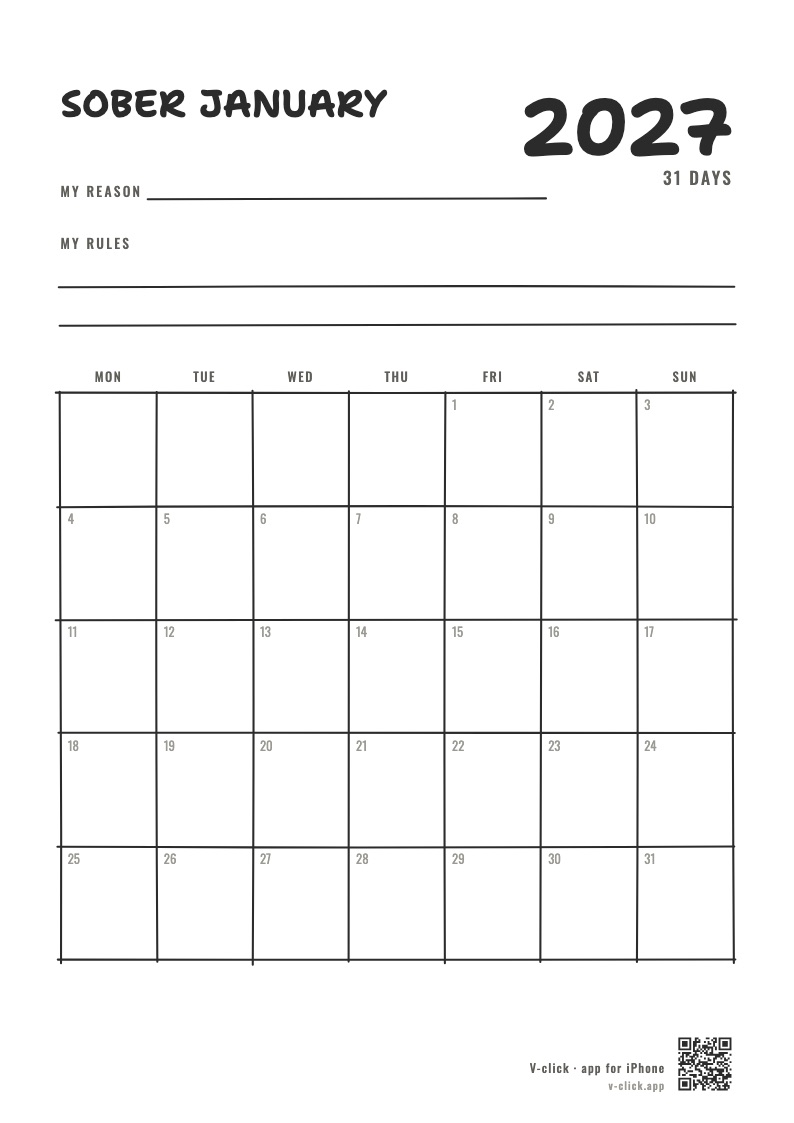 SOBER JANUARY
2027
31 DAYS
MY REASON
MY RULES
MON TUE WED THU FRI SAT SUN
1 2 3
4 5 6 7 8 9 10
11 12 13 14 15 16 17
18 19 20 21 22 23 24
25 26 27 28 29 30 31
V-click · app for iPhone
v-click.app